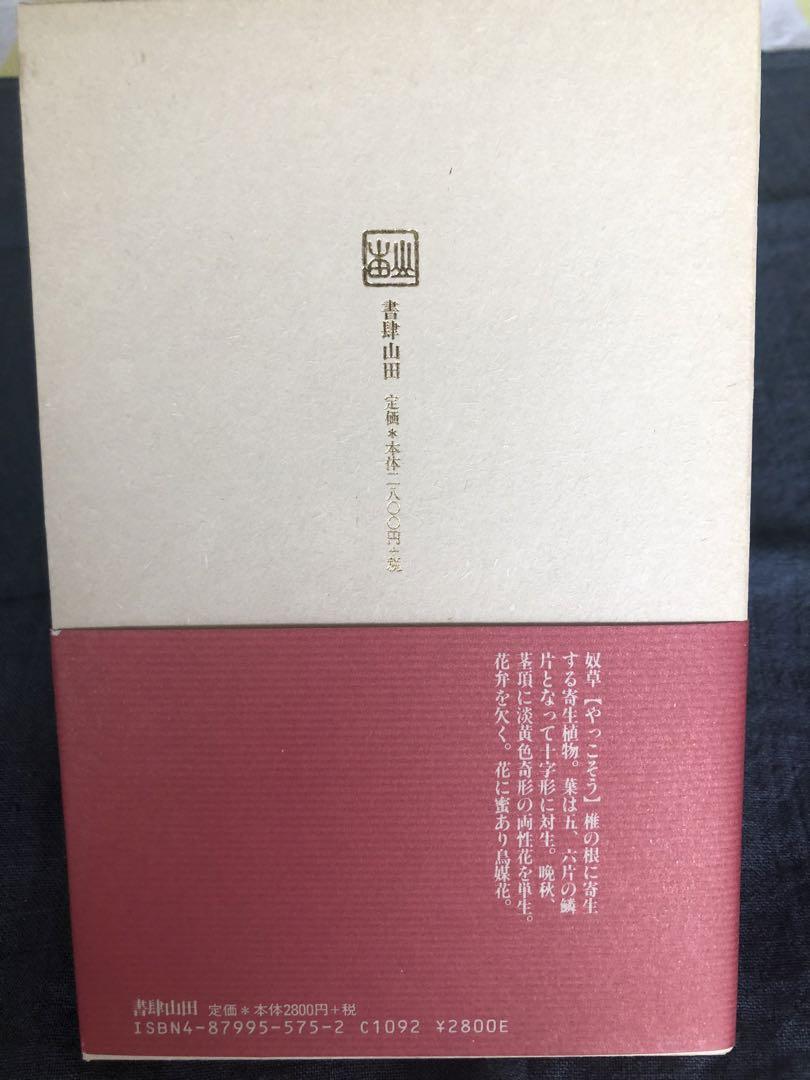 書肆山田 定価＊本体二八〇〇円＋税
奴草【やっこそう】椎の根に寄生
する寄生植物。葉は五、六片の鱗
片となって十字形に対生。晩秋、
茎項に淡黄色奇形の両性花を単生。
花弁を欠く。花に蜜あり鳥媒花。
書肆山田 定価＊本体2800円＋税
ISBN4-87995-575-2 C1092 ¥2800E